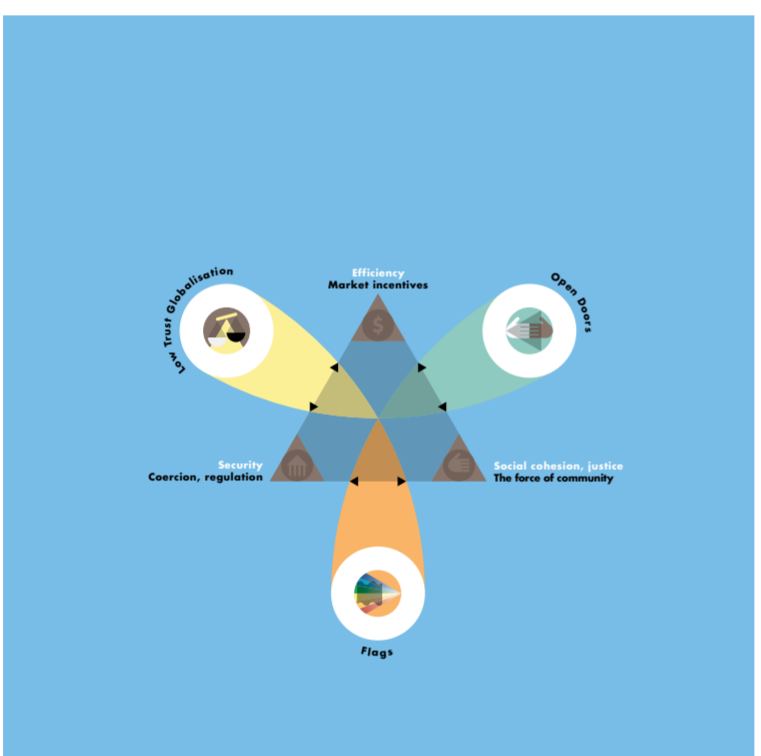 Low Trust Globalisation
Efficiency
Market incentives
$
Open Doors
Security
Coercion, regulation
Social cohesion, justice
The force of community
Flags